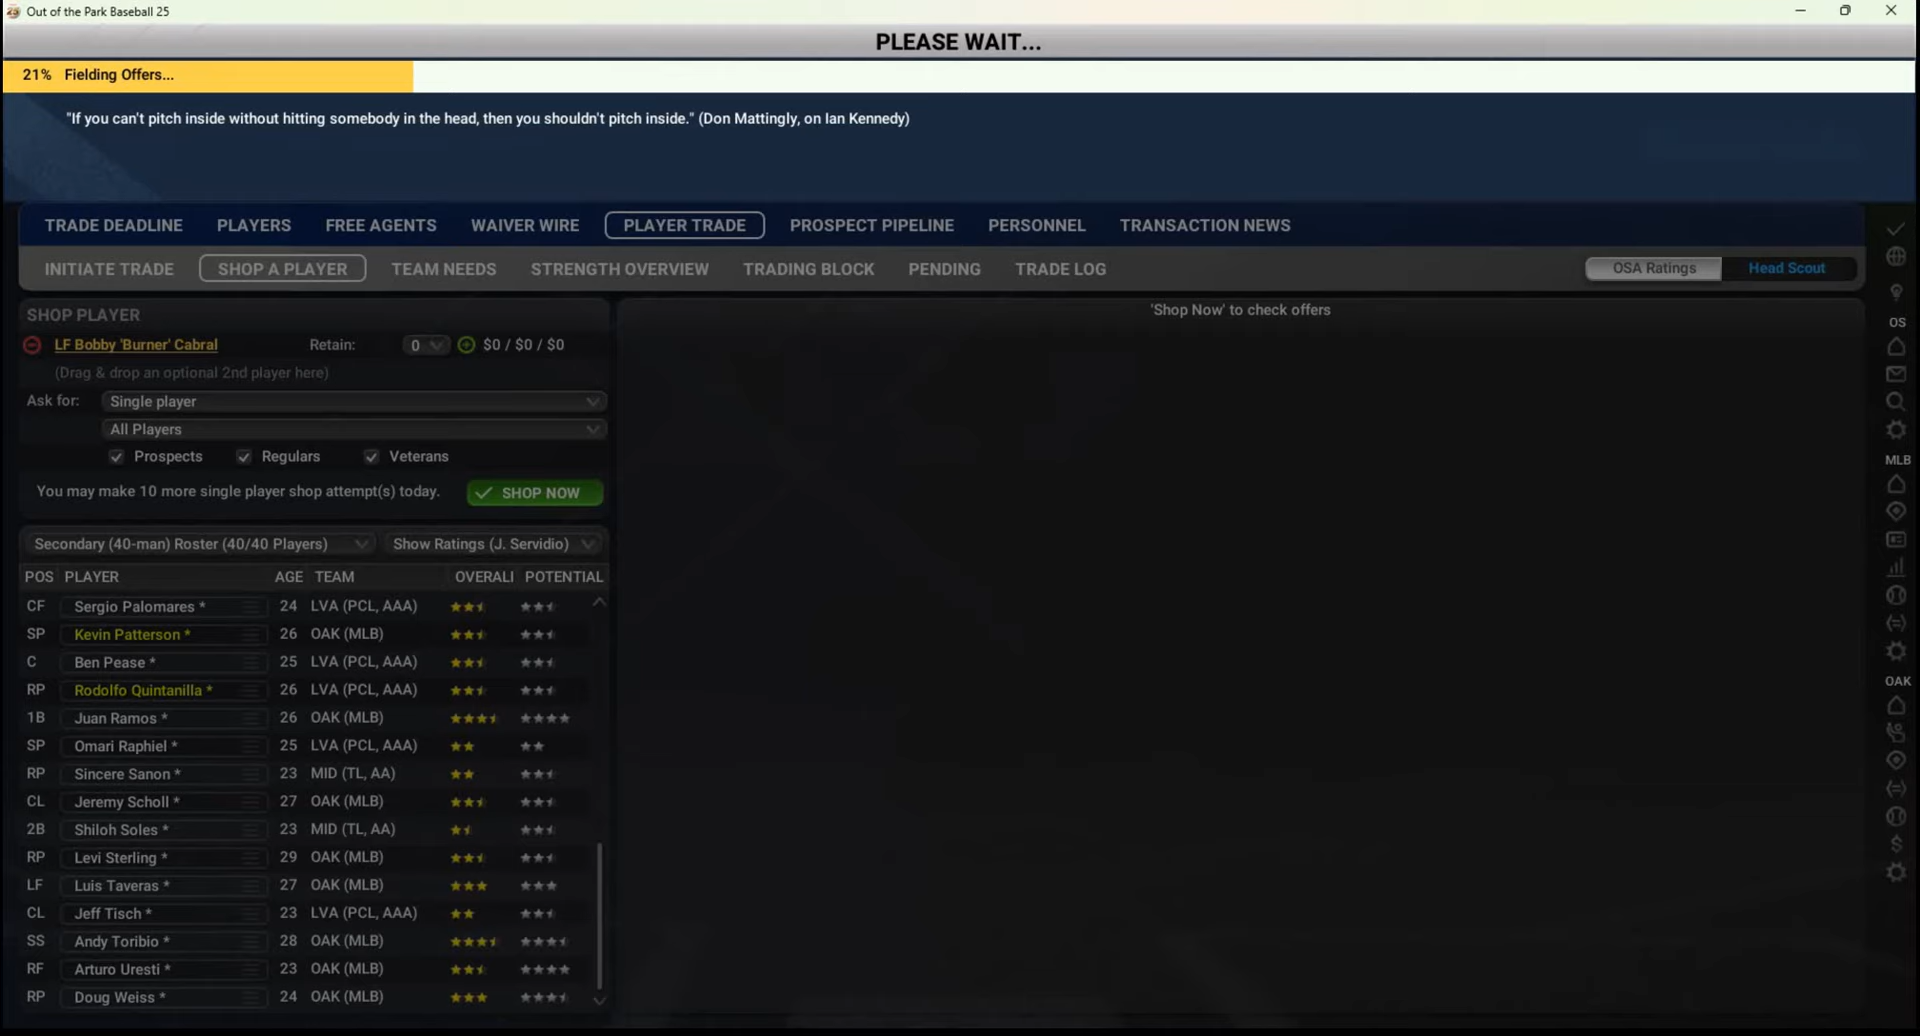 Out of the Park Baseball 25
PLEASE WAIT...
21% Fielding Offers...
"If you can't pitch inside without hitting somebody in the head, then you shouldn't pitch inside." (Don Mattingly, on Ian Kennedy)
TRADE DEADLINE PLAYERS FREE AGENTS WAIVER WIRE PLAYER TRADE PROSPECT PIPELINE PERSONNEL TRANSACTION NEWS
INITIATE TRADE SHOP A PLAYER TEAM NEEDS STRENGTH OVERVIEW TRADING BLOCK PENDING TRADE LOG OSA Ratings Head Scout
SHOP PLAYER
'Shop Now' to check offers
LF Bobby 'Burner' Cabral Retain: 0 $0 / $0 / $0
(Drag & drop an optional 2nd player here)
Ask for: Single player
All Players
Prospects Regulars Veterans
You may make 10 more single player shop attempt(s) today. SHOP NOW
Secondary (40-man) Roster (40/40 Players) Show Ratings (J. Servidio)
POS PLAYER AGE TEAM OVERALL POTENTIAL
CF Sergio Palomares * 24 LVA (PCL, AAA)
SP Kevin Patterson * 26 OAK (MLB)
C Ben Pease * 25 LVA (PCL, AAA)
RP Rodolfo Quintanilla * 26 LVA (PCL, AAA)
1B Juan Ramos * 26 OAK (MLB)
SP Omari Raphiel * 25 LVA (PCL, AAA)
RP Sincere Sanon * 23 MID (TL, AA)
CL Jeremy Scholl * 27 OAK (MLB)
2B Shiloh Soles * 23 MID (TL, AA)
RP Levi Sterling * 29 OAK (MLB)
LF Luis Taveras * 27 OAK (MLB)
CL Jeff Tisch * 23 LVA (PCL, AAA)
SS Andy Toribio * 28 OAK (MLB)
RF Arturo Uresti * 23 OAK (MLB)
RP Doug Weiss * 24 OAK (MLB)
OS
MLB
OAK